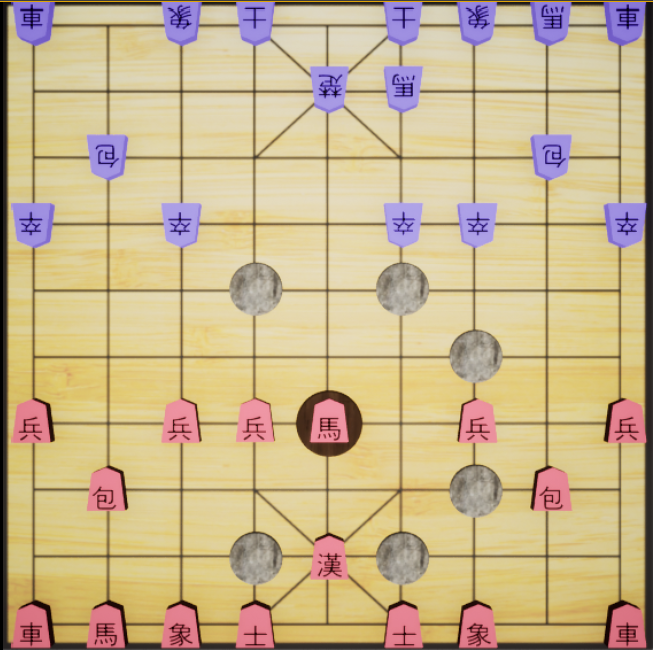 車 象 士 士 象 馬 車
楚 馬
包 包
卒 卒 卒 卒 卒
兵 兵 兵 馬 兵 兵
包 包
漢
車 馬 象 士 士 象 車